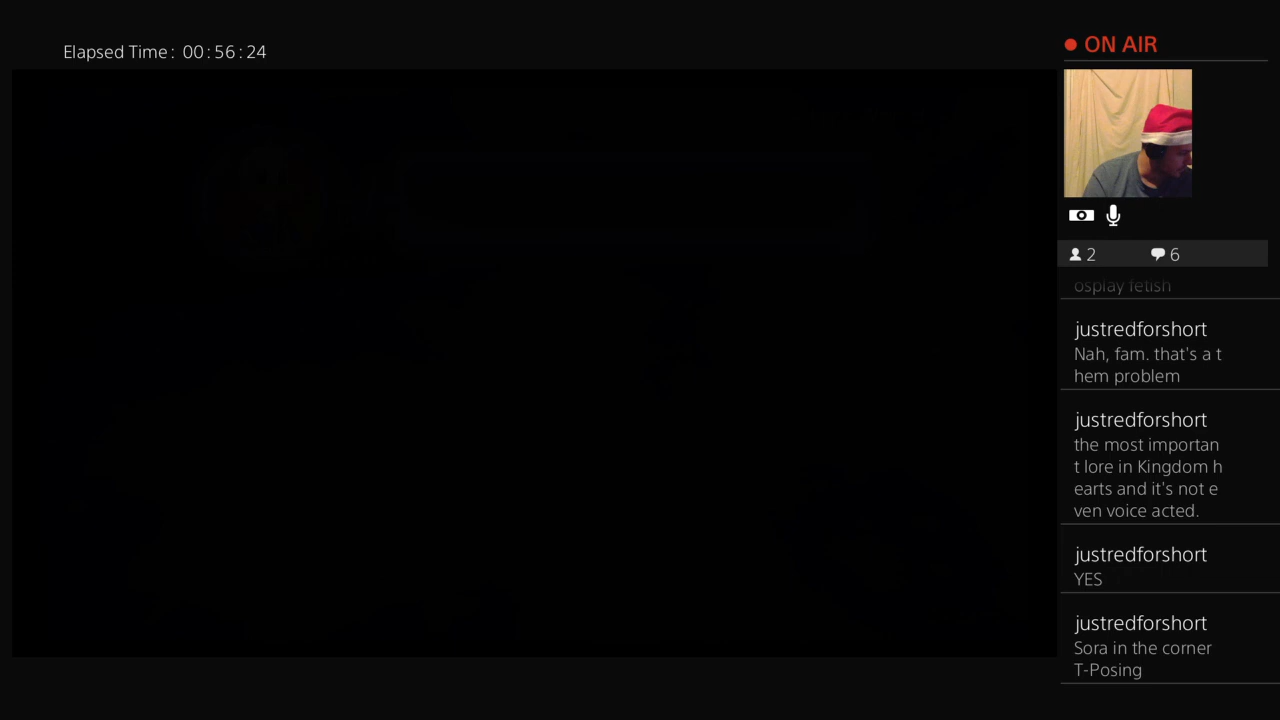 Elapsed Time: 00:56:24
ON AIR
2
6
osplay fetish
justredforshort
Nah, fam. that's a t
hem problem
justredforshort
the most importan
t lore in Kingdom h
earts and it's not e
ven voice acted.
justredforshort
YES
justredforshort
Sora in the corner
T-Posing